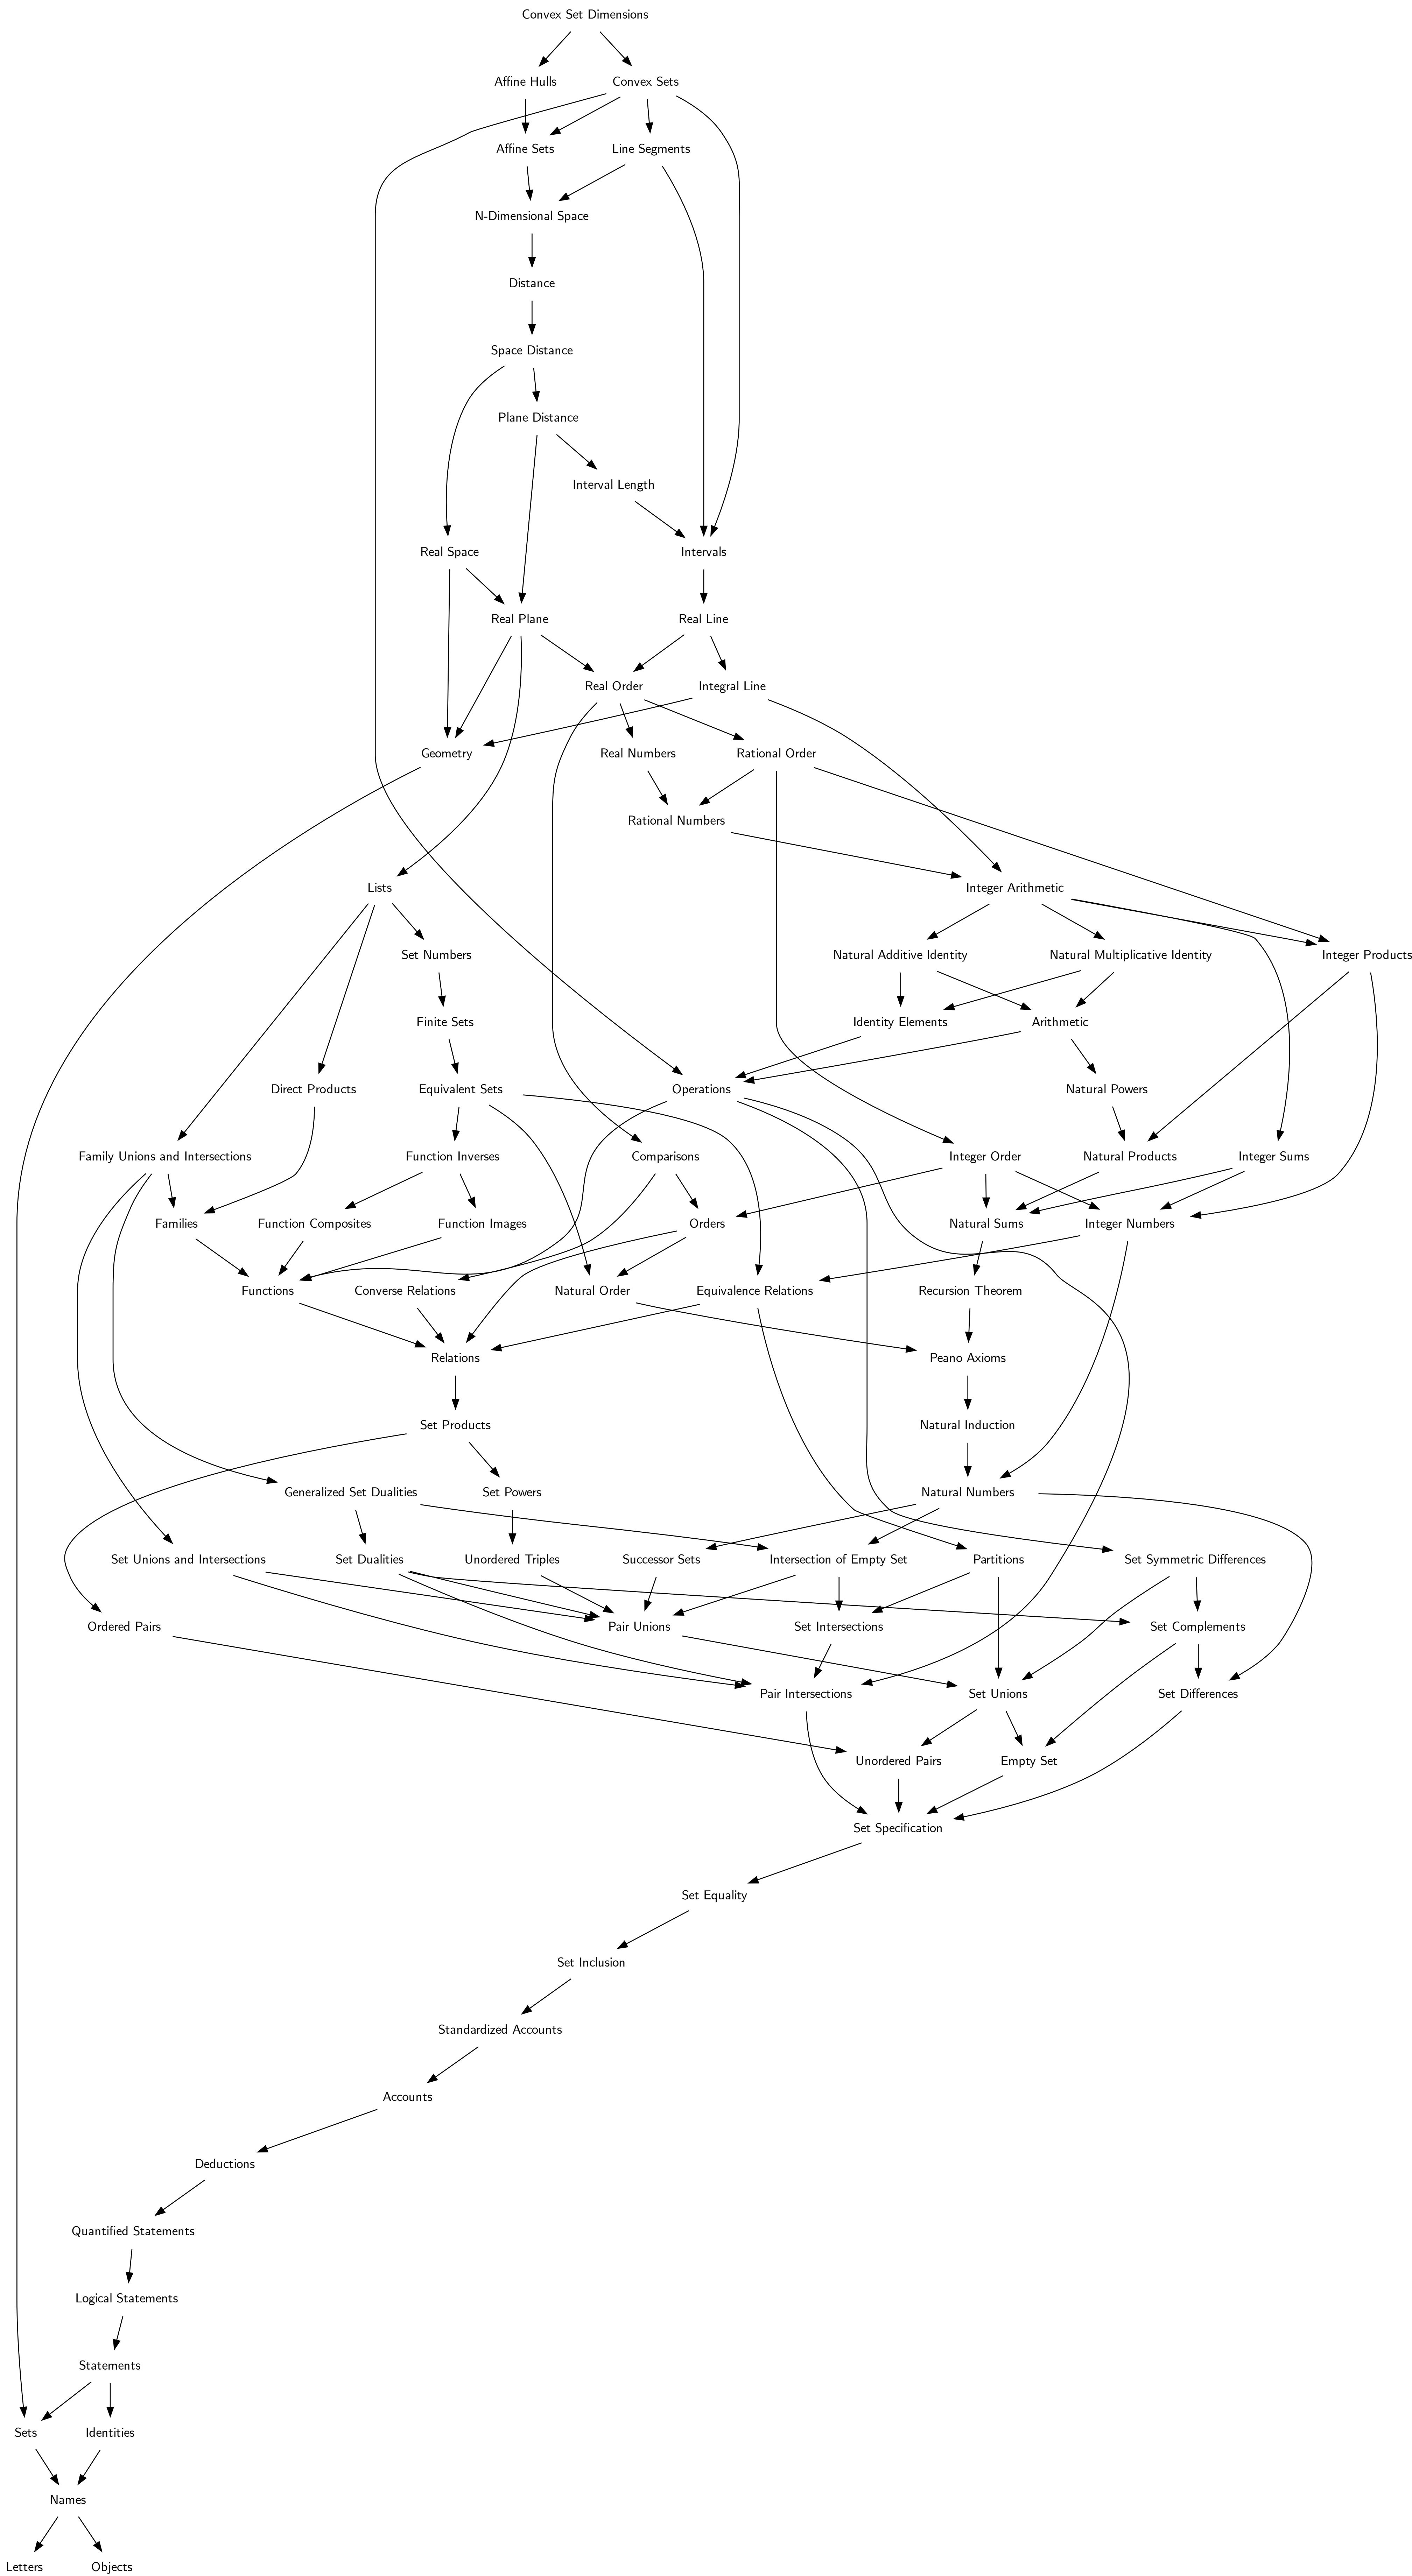 Convex Set Dimensions
Affine Hulls
Convex Sets
Affine Sets
Line Segments
N-Dimensional Space
Distance
Space Distance
Plane Distance
Interval Length
Real Space
Intervals
Real Plane
Real Line
Real Order
Integral Line
Geometry
Real Numbers
Rational Order
Rational Numbers
Lists
Integer Arithmetic
Set Numbers
Natural Additive Identity
Natural Multiplicative Identity
Integer Products
Finite Sets
Identity Elements
Arithmetic
Direct Products
Equivalent Sets
Operations
Natural Powers
Family Unions and Intersections
Function Inverses
Comparisons
Integer Order
Natural Products
Integer Sums
Families
Function Composites
Function Images
Orders
Natural Sums
Integer Numbers
Functions
Converse Relations
Natural Order
Equivalence Relations
Recursion Theorem
Relations
Peano Axioms
Set Products
Natural Induction
Generalized Set Dualities
Set Powers
Natural Numbers
Set Unions and Intersections
Set Dualities
Unordered Triples
Successor Sets
Intersection of Empty Set
Partitions
Set Symmetric Differences
Ordered Pairs
Pair Unions
Set Intersections
Set Complements
Pair Intersections
Set Unions
Set Differences
Unordered Pairs
Empty Set
Set Specification
Set Equality
Set Inclusion
Standardized Accounts
Accounts
Deductions
Quantified Statements
Logical Statements
Statements
Sets
Identities
Names
Letters
Objects